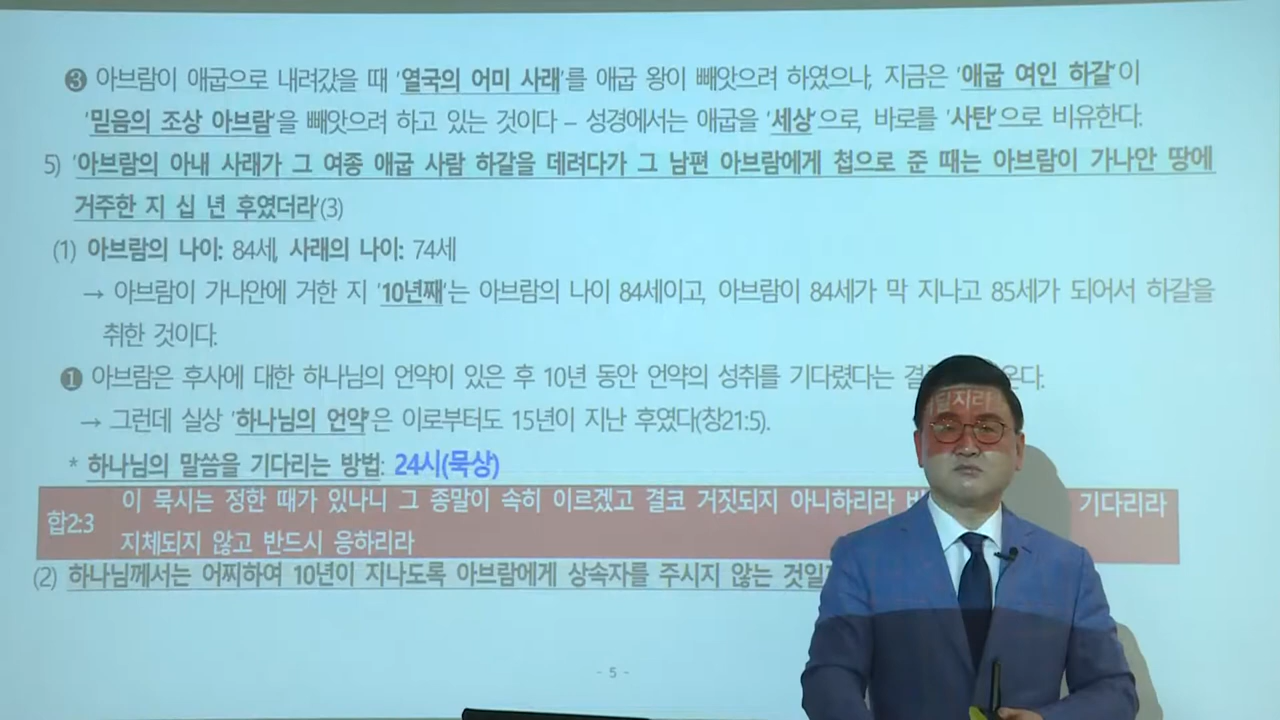 ❸ 아브람이 애굽으로 내려갔을 때 '열국의 어미 사래'를 애굽 왕이 빼앗으려 하였으나, 지금은 '애굽 여인 하갈'이
'믿음의 조상 아브람'을 빼앗으려 하고 있는 것이다 – 성경에서는 애굽을 '세상'으로, 바로를 '사탄'으로 비유한다.
5) '아브람의 아내 사래가 그 여종 애굽 사람 하갈을 데려다가 그 남편 아브람에게 첩으로 준 때는 아브람이 가나안 땅에
거주한 지 십 년 후였더라'(3)
(1) 아브람의 나이: 84세, 사래의 나이: 74세
→ 아브람이 가나안에 거한 지 '10년째'는 아브람의 나이 84세이고, 아브람이 84세가 막 지나고 85세가 되어서 하갈을
취한 것이다.
❶ 아브람은 후사에 대한 하나님의 언약이 있은 후 10년 동안 언약의 성취를 기다렸다는
→ 그런데 실상 '하나님의 언약'은 이로부터도 15년이 지난 후였다(창21:5).
* 하나님의 말씀을 기다리는 방법: 24시(묵상)
합2:3 이 묵시는 정한 때가 있나니 그 종말이 속히 이르겠고 결코 거짓되지 아니하리라 기다리라
지체되지 않고 반드시 응하리라
(2) 하나님께서는 어찌하여 10년이 지나도록 아브람에게 상속자를 주시지 않는
- 5 -